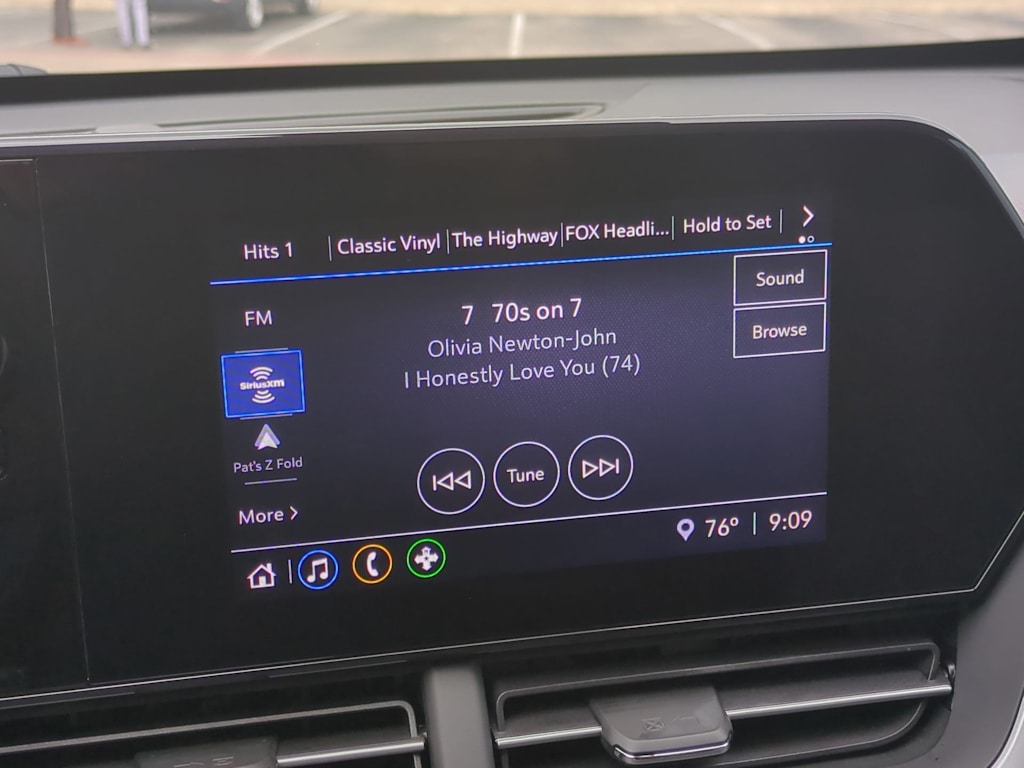 Hits 1
Classic Vinyl
The Highway
FOX Headli...
Hold to Set
Sound
FM
7 70s on 7
Olivia Newton-John
Browse
I Honestly Love You (74)
SiriusXM
Pat's Z Fold
Tune
More
76° 9:09